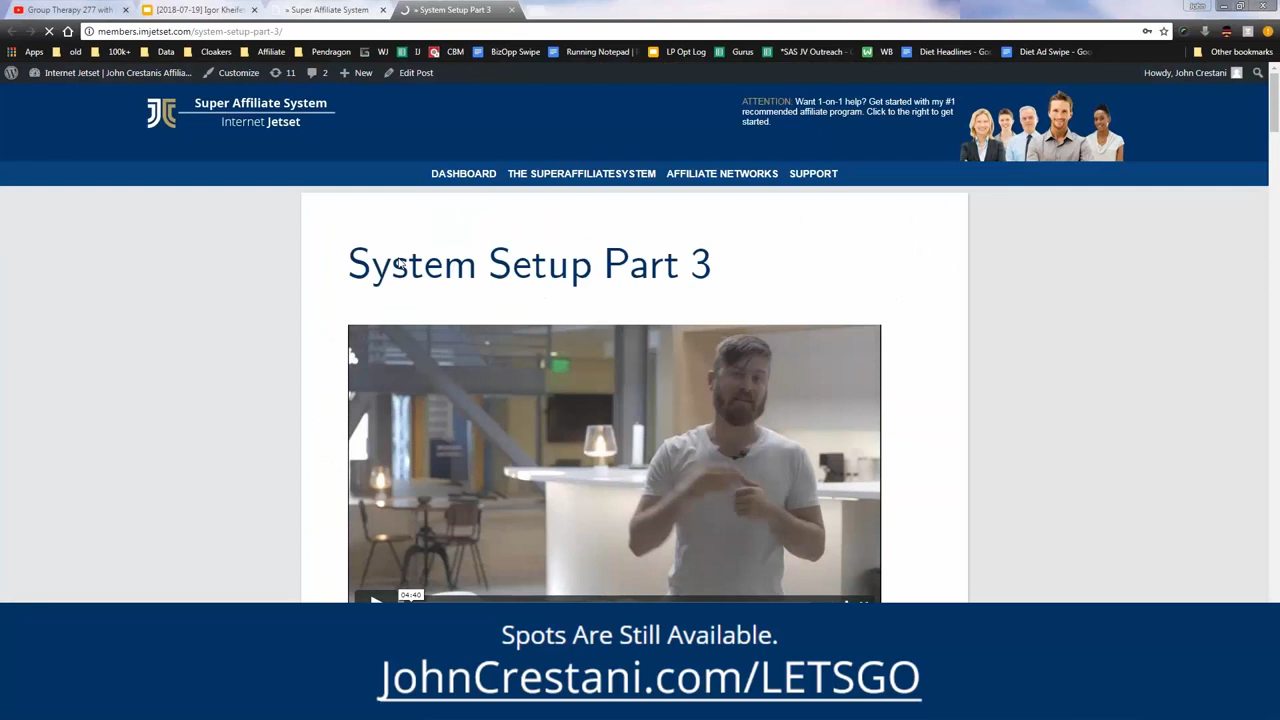 Group Therapy 277 with
[2018-07-19] Igor Kheife
» Super Affiliate System
» System Setup Part 3
John
members.imjetset.com/system-setup-part-3/
Apps old 100k+ Data Cloakers Affiliate Pendragon WJ IJ CBM BizOpp Swipe Running Notepad LP Opt Log Gurus *SAS JV Outreach - Goo WB Diet Headlines - Goo Diet Ad Swipe - Goo Other bookmarks
Internet Jetset | John Crestanis Affilia... Customize 11 2 New Edit Post Howdy, John Crestani
Super Affiliate System
Internet Jetset
ATTENTION: Want 1-on-1 help? Get started with my #1
recommended affiliate program. Click to the right to get
started.
DASHBOARD THE SUPERAFFILIATESYSTEM AFFILIATE NETWORKS SUPPORT
System Setup Part 3
04:40
Spots Are Still Available.
JohnCrestani.com/LETSGO